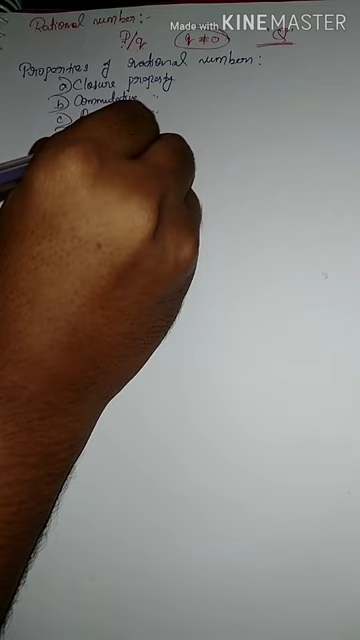 Made with KINEMASTER
Rational number:-
P/q q ≠ 0 Q
Properties of rational numbers:
a) Closure property
b) Commutative "
c) "